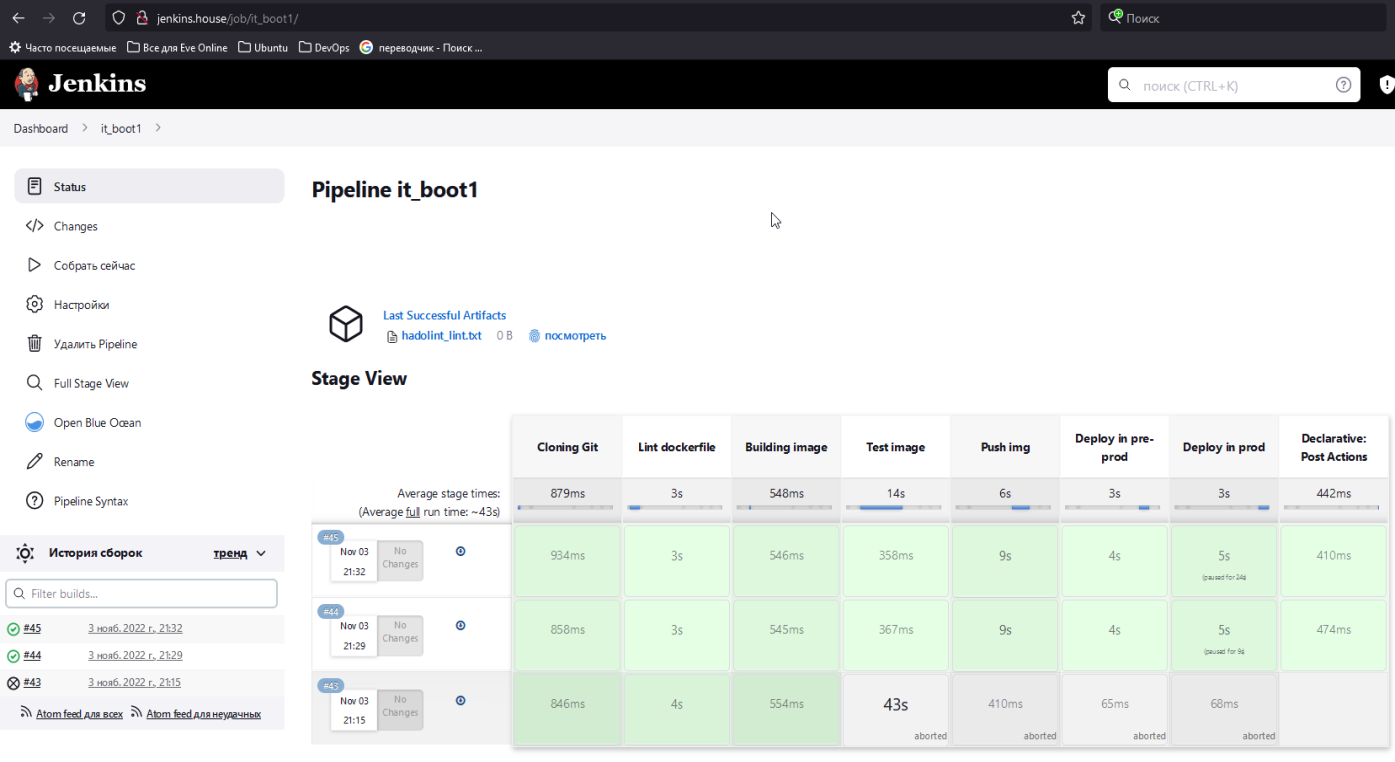 jenkins.house/job/it_boot1/
Поиск
Часто посещаемые Все для Eve Online Ubuntu DevOps переводчик - Поиск ...
Jenkins
поиск (CTRL+K)
Dashboard it_boot1
Status
Changes
Собрать сейчас
Настройки
Удалить Pipeline
Full Stage View
Open Blue Ocean
Rename
Pipeline Syntax
История сборок тренд
Filter builds...
#45 3 нояб. 2022 г., 21:32
#44 3 нояб. 2022 г., 21:29
#43 3 нояб. 2022 г., 21:15
Atom feed для всех Atom feed для неудачных
Pipeline it_boot1
Last Successful Artifacts
hadolint_lint.txt 0 B посмотреть
Stage View
Cloning Git Lint dockerfile Building image Test image Push img Deploy in pre-prod Deploy in prod Declarative: Post Actions
Average stage times: 879ms 3s 548ms 14s 6s 3s 3s 442ms
(Average full run time: ~43s)
#45
Nov 03 21:32 No Changes 934ms 3s 546ms 358ms 9s 4s 5s 410ms
(paused for 24s)
#44
Nov 03 21:29 No Changes 858ms 3s 545ms 367ms 9s 4s 5s 474ms
(paused for 9s)
#43
Nov 03 21:15 No Changes 846ms 4s 554ms 43s 410ms 65ms 68ms
aborted aborted aborted aborted